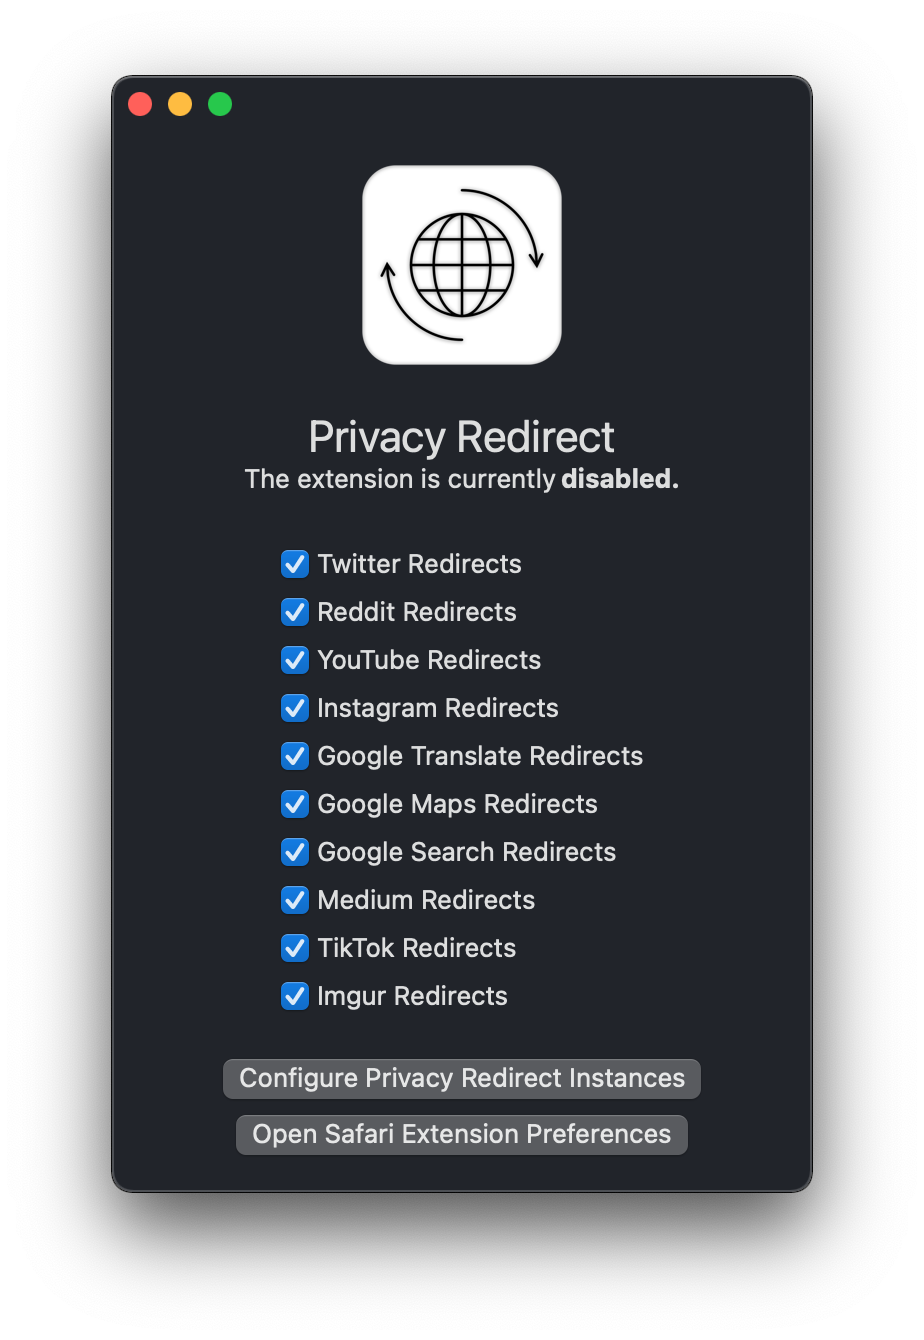 Privacy Redirect
The extension is currently disabled.
Twitter Redirects
Reddit Redirects
YouTube Redirects
Instagram Redirects
Google Translate Redirects
Google Maps Redirects
Google Search Redirects
Medium Redirects
TikTok Redirects
Imgur Redirects
Configure Privacy Redirect Instances
Open Safari Extension Preferences